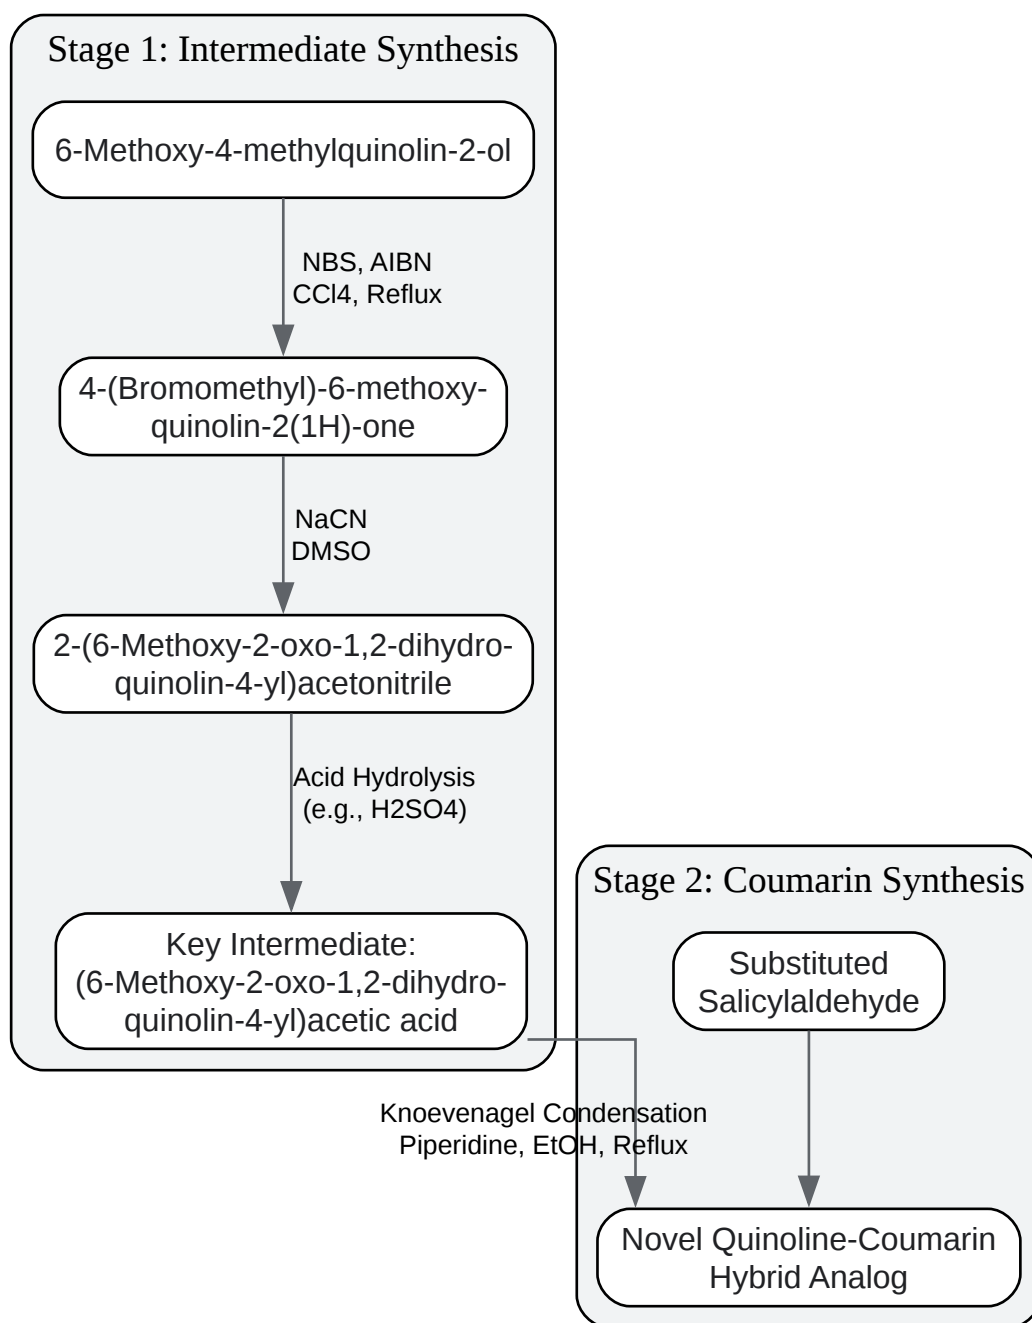 Stage 1: Intermediate Synthesis
6-Methoxy-4-methylquinolin-2-ol
NBS, AIBN
CCl4, Reflux
4-(Bromomethyl)-6-methoxy-
quinolin-2(1H)-one
NaCN
DMSO
2-(6-Methoxy-2-oxo-1,2-dihydro-
quinolin-4-yl)acetonitrile
Acid Hydrolysis
(e.g., H2SO4)
Key Intermediate:
(6-Methoxy-2-oxo-1,2-dihydro-
quinolin-4-yl)acetic acid
Stage 2: Coumarin Synthesis
Substituted
Salicylaldehyde
Knoevenagel Condensation
Piperidine, EtOH, Reflux
Novel Quinoline-Coumarin
Hybrid Analog